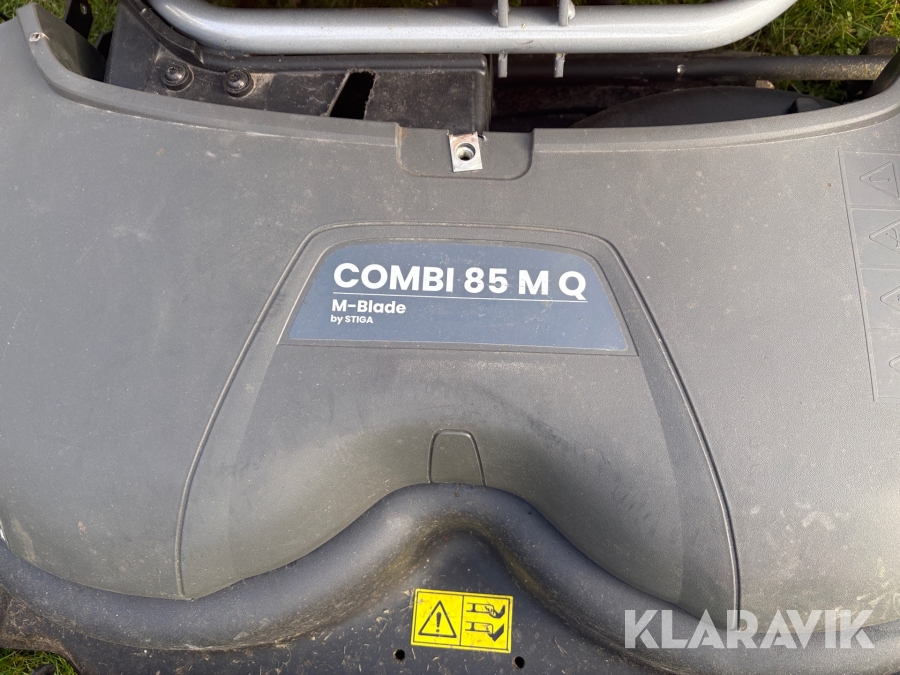 COMBI 85 M Q
M-Blade
by STIGA
KLARAVIK